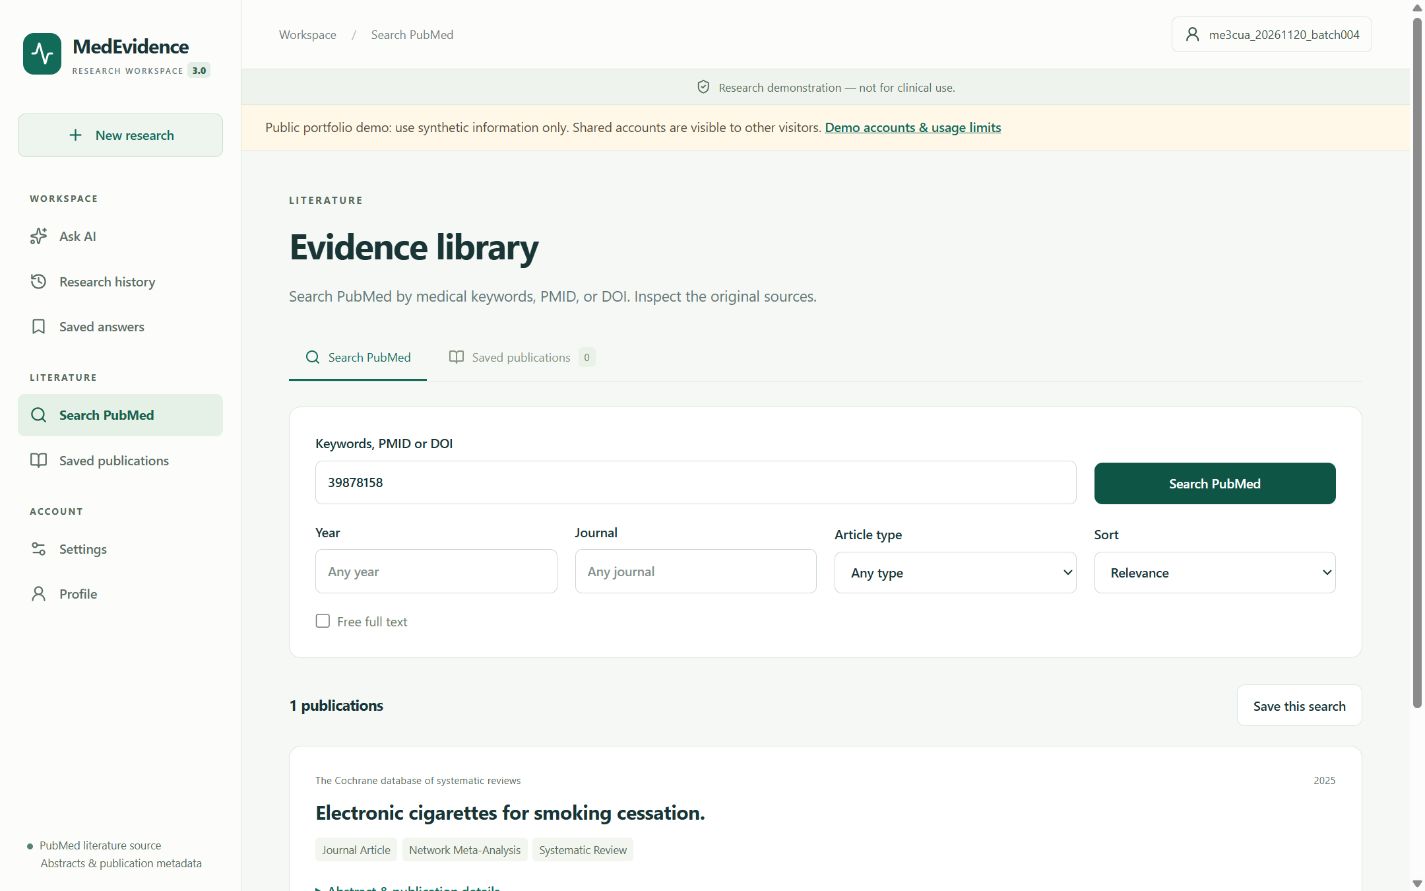 MedEvidence
RESEARCH WORKSPACE 3.0
New research
WORKSPACE
Ask AI
Research history
Saved answers
LITERATURE
Search PubMed
Saved publications
ACCOUNT
Settings
Profile
PubMed literature source
Abstracts & publication metadata
Workspace / Search PubMed
me3cua_20261120_batch004
Research demonstration — not for clinical use.
Public portfolio demo: use synthetic information only. Shared accounts are visible to other visitors. Demo accounts & usage limits
LITERATURE
Evidence library
Search PubMed by medical keywords, PMID, or DOI. Inspect the original sources.
Search PubMed
Saved publications 0
Keywords, PMID or DOI
39878158
Search PubMed
Year
Journal
Article type
Sort
Any year
Any journal
Any type
Relevance
Free full text
1 publications
Save this search
The Cochrane database of systematic reviews
2025
Electronic cigarettes for smoking cessation.
Journal Article
Network Meta-Analysis
Systematic Review
Abstract & publication details